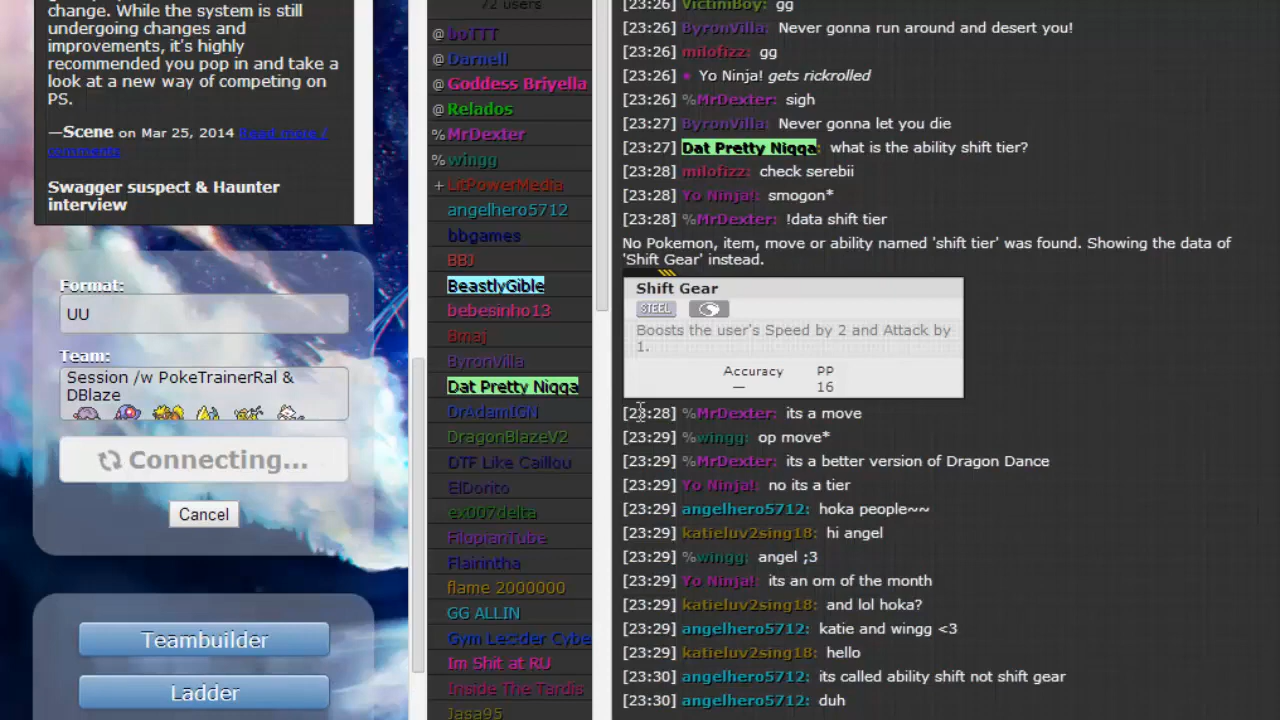 change. While the system is still
undergoing changes and
improvements, it's highly
recommended you pop in and take a
look at a new way of competing on
PS.
—Scene on Mar 25, 2014 Read more /
comments
Swagger suspect & Haunter
interview
Format:
UU
Team:
Session /w PokeTrainerRal &
DBlaze
Connecting...
Cancel
Teambuilder
Ladder
72 users
@ boTTT
@ Darnell
@ Goddess Briyella
@ Relados
% MrDexter
% wingg
+ LitPowerMedia
angelhero5712
bbgames
BBJ
BeastlyGible
bebesinho13
Bmaj
ByronVilla
Dat Pretty Niqqa
DrAdamIGN
DragonBlazeV2
DTF Like Caillou
ElDorito
ex007delta
FilopianTube
Flairintha
flame 2000000
GG ALLIN
Gym Leader Cybe
Im Shit at RU
Inside The Tardis
Jasa95
[23:26] VictiniBoy: gg
[23:26] ByronVilla: Never gonna run around and desert you!
[23:26] milofizz: gg
[23:26] • Yo Ninja! gets rickrolled
[23:26] %MrDexter: sigh
[23:27] ByronVilla: Never gonna let you die
[23:27] Dat Pretty Niqqa: what is the ability shift tier?
[23:28] milofizz: check serebii
[23:28] Yo Ninja!: smogon*
[23:28] %MrDexter: !data shift tier
No Pokemon, item, move or ability named 'shift tier' was found. Showing the data of
'Shift Gear' instead.
Shift Gear
STEEL
Boosts the user's Speed by 2 and Attack by
1.
Accuracy PP
— 16
[23:28] %MrDexter: its a move
[23:29] %wingg: op move*
[23:29] %MrDexter: its a better version of Dragon Dance
[23:29] Yo Ninja!: no its a tier
[23:29] angelhero5712: hoka people~~
[23:29] katieluv2sing18: hi angel
[23:29] %wingg: angel ;3
[23:29] Yo Ninja!: its an om of the month
[23:29] katieluv2sing18: and lol hoka?
[23:29] angelhero5712: katie and wingg <3
[23:29] katieluv2sing18: hello
[23:30] angelhero5712: its called ability shift not shift gear
[23:30] angelhero5712: duh